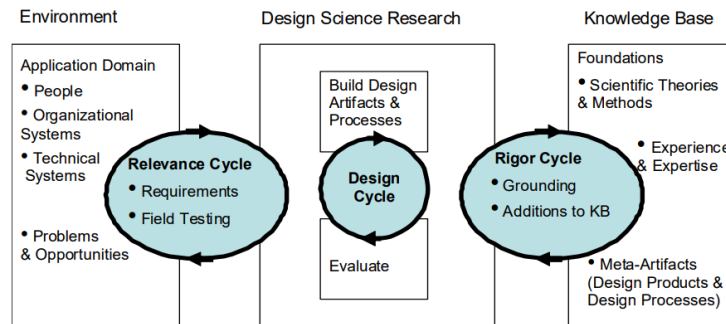 Environment
Design Science Research
Knowledge Base
Application Domain
• People
• Organizational
Systems
• Technical
Systems
• Problems
& Opportunities
Relevance Cycle
• Requirements
• Field Testing
Build Design
Artifacts &
Processes
Design
Cycle
Evaluate
Rigor Cycle
• Grounding
• Additions to KB
Foundations
• Scientific Theories
& Methods
• Experience
& Expertise
• Meta-Artifacts
(Design Products &
Design Processes)